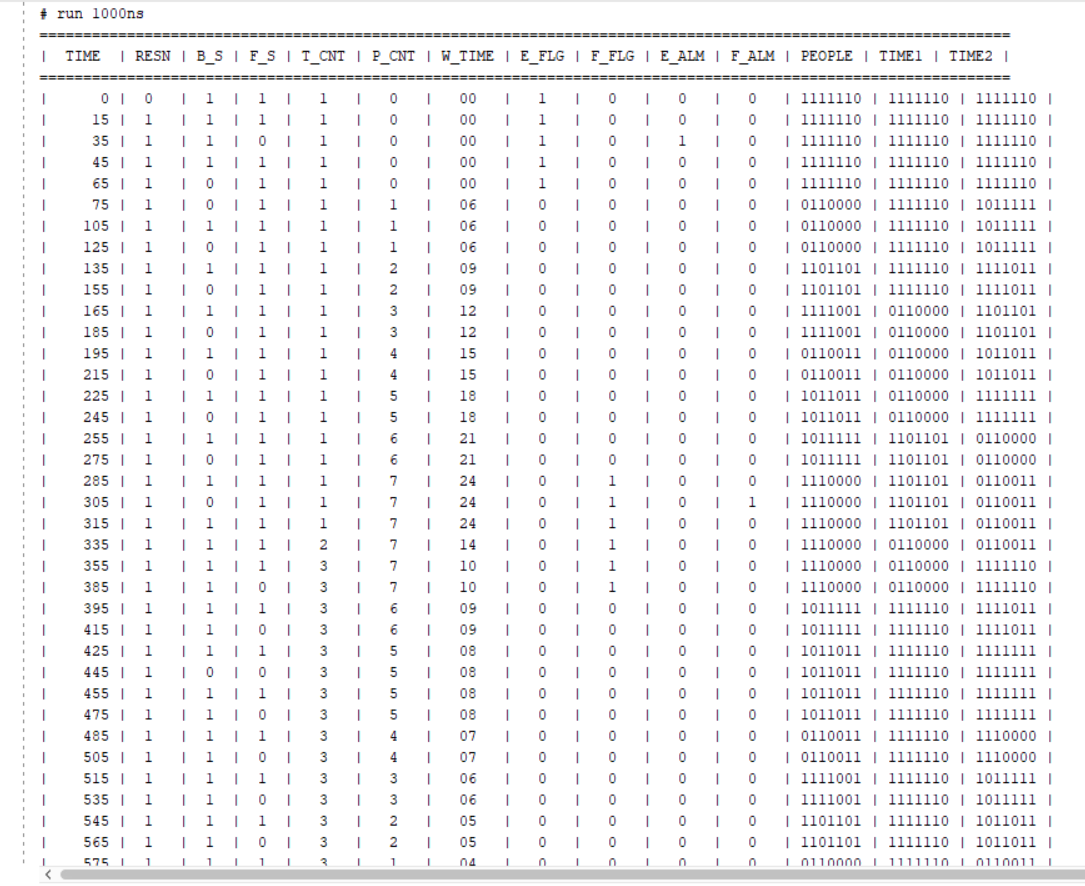 # run 1000ns
==========================================================================================
| TIME | RESN | B_S | F_S | T_CNT | P_CNT | W_TIME | E_FLG | F_FLG | E_ALM | F_ALM | PEOPLE | TIME1 | TIME2 |
==========================================================================================
| 0 | 0 | 1 | 1 | 1 | 0 | 00 | 1 | 0 | 0 | 0 | 1111110 | 1111110 | 1111110 |
| 15 | 1 | 1 | 1 | 1 | 0 | 00 | 1 | 0 | 0 | 0 | 1111110 | 1111110 | 1111110 |
| 35 | 1 | 1 | 0 | 1 | 0 | 00 | 1 | 0 | 1 | 0 | 1111110 | 1111110 | 1111110 |
| 45 | 1 | 1 | 1 | 1 | 0 | 00 | 1 | 0 | 0 | 0 | 1111110 | 1111110 | 1111110 |
| 65 | 1 | 0 | 1 | 1 | 0 | 00 | 1 | 0 | 0 | 0 | 1111110 | 1111110 | 1111110 |
| 75 | 1 | 0 | 1 | 1 | 1 | 06 | 0 | 0 | 0 | 0 | 0110000 | 1111110 | 1011111 |
| 105 | 1 | 1 | 1 | 1 | 1 | 06 | 0 | 0 | 0 | 0 | 0110000 | 1111110 | 1011111 |
| 125 | 1 | 0 | 1 | 1 | 1 | 06 | 0 | 0 | 0 | 0 | 0110000 | 1111110 | 1011111 |
| 135 | 1 | 1 | 1 | 1 | 2 | 09 | 0 | 0 | 0 | 0 | 1101101 | 1111110 | 1111011 |
| 155 | 1 | 0 | 1 | 1 | 2 | 09 | 0 | 0 | 0 | 0 | 1101101 | 1111110 | 1111011 |
| 165 | 1 | 1 | 1 | 1 | 3 | 12 | 0 | 0 | 0 | 0 | 1111001 | 0110000 | 1101101 |
| 185 | 1 | 0 | 1 | 1 | 3 | 12 | 0 | 0 | 0 | 0 | 1111001 | 0110000 | 1101101 |
| 195 | 1 | 1 | 1 | 1 | 4 | 15 | 0 | 0 | 0 | 0 | 0110011 | 0110000 | 1011011 |
| 215 | 1 | 0 | 1 | 1 | 4 | 15 | 0 | 0 | 0 | 0 | 0110011 | 0110000 | 1011011 |
| 225 | 1 | 1 | 1 | 1 | 5 | 18 | 0 | 0 | 0 | 0 | 1011011 | 0110000 | 1111111 |
| 245 | 1 | 0 | 1 | 1 | 5 | 18 | 0 | 0 | 0 | 0 | 1011011 | 0110000 | 1111111 |
| 255 | 1 | 1 | 1 | 1 | 6 | 21 | 0 | 0 | 0 | 0 | 1011111 | 1101101 | 0110000 |
| 275 | 1 | 0 | 1 | 1 | 6 | 21 | 0 | 0 | 0 | 0 | 1011111 | 1101101 | 0110000 |
| 285 | 1 | 1 | 1 | 1 | 7 | 24 | 0 | 1 | 0 | 0 | 1110000 | 1101101 | 0110011 |
| 305 | 1 | 0 | 1 | 1 | 7 | 24 | 0 | 1 | 0 | 1 | 1110000 | 1101101 | 0110011 |
| 315 | 1 | 1 | 1 | 1 | 7 | 24 | 0 | 1 | 0 | 0 | 1110000 | 1101101 | 0110011 |
| 335 | 1 | 1 | 1 | 2 | 7 | 14 | 0 | 1 | 0 | 0 | 1110000 | 0110000 | 0110011 |
| 355 | 1 | 1 | 1 | 3 | 7 | 10 | 0 | 1 | 0 | 0 | 1110000 | 0110000 | 1111110 |
| 385 | 1 | 1 | 0 | 3 | 7 | 10 | 0 | 1 | 0 | 0 | 1110000 | 0110000 | 1111110 |
| 395 | 1 | 1 | 1 | 3 | 6 | 09 | 0 | 0 | 0 | 0 | 1011111 | 1111110 | 1111011 |
| 415 | 1 | 1 | 0 | 3 | 6 | 09 | 0 | 0 | 0 | 0 | 1011111 | 1111110 | 1111011 |
| 425 | 1 | 1 | 1 | 3 | 5 | 08 | 0 | 0 | 0 | 0 | 1011011 | 1111110 | 1111111 |
| 445 | 1 | 0 | 0 | 3 | 5 | 08 | 0 | 0 | 0 | 0 | 1011011 | 1111110 | 1111111 |
| 455 | 1 | 1 | 1 | 3 | 5 | 08 | 0 | 0 | 0 | 0 | 1011011 | 1111110 | 1111111 |
| 475 | 1 | 1 | 0 | 3 | 5 | 08 | 0 | 0 | 0 | 0 | 1011011 | 1111110 | 1111111 |
| 485 | 1 | 1 | 1 | 3 | 4 | 07 | 0 | 0 | 0 | 0 | 0110011 | 1111110 | 1110000 |
| 505 | 1 | 1 | 0 | 3 | 4 | 07 | 0 | 0 | 0 | 0 | 0110011 | 1111110 | 1110000 |
| 515 | 1 | 1 | 1 | 3 | 3 | 06 | 0 | 0 | 0 | 0 | 1111001 | 1111110 | 1011111 |
| 535 | 1 | 1 | 0 | 3 | 3 | 06 | 0 | 0 | 0 | 0 | 1111001 | 1111110 | 1011111 |
| 545 | 1 | 1 | 1 | 3 | 2 | 05 | 0 | 0 | 0 | 0 | 1101101 | 1111110 | 1011011 |
| 565 | 1 | 1 | 0 | 3 | 2 | 05 | 0 | 0 | 0 | 0 | 1101101 | 1111110 | 1011011 |
| 575 | 1 | 1 | 1 | 3 | 1 | 04 | 0 | 0 | 0 | 0 | 0110000 | 1111110 | 0110011 |